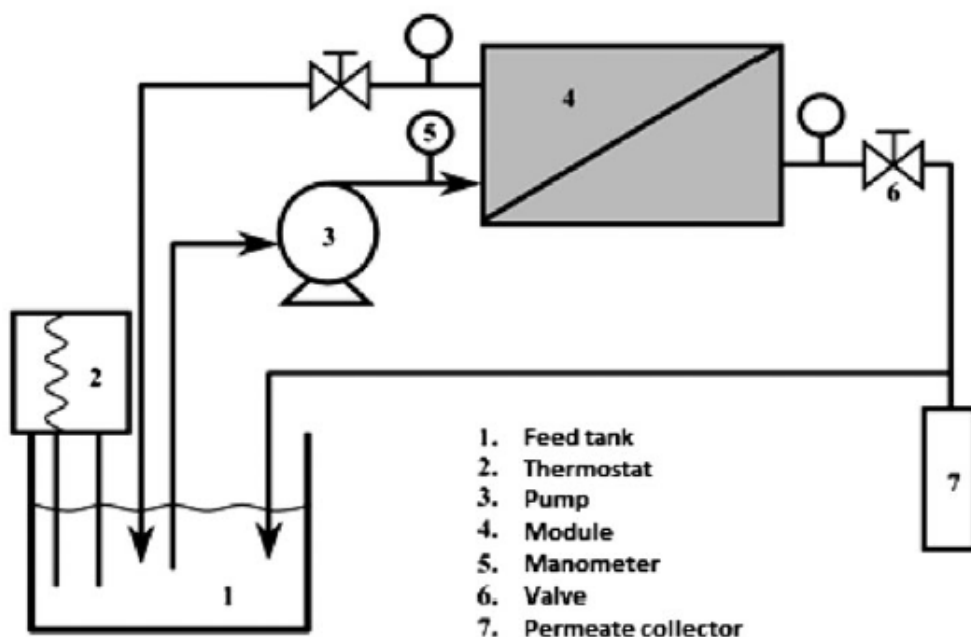 4
5
6
3
2
1
7
1. Feed tank
2. Thermostat
3. Pump
4. Module
5. Manometer
6. Valve
7. Permeate collector